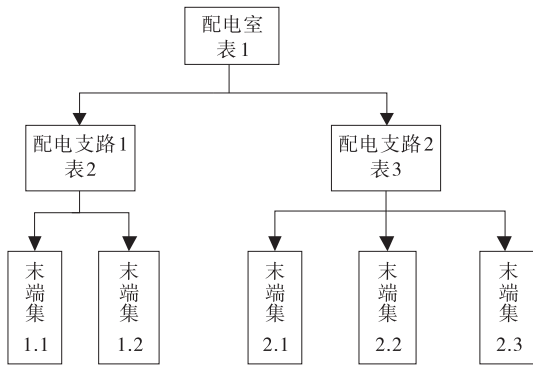 配电室
表1
配电支路1
表2
配电支路2
表3
末端集
1.1
末端集
1.2
末端集
2.1
末端集
2.2
末端集
2.3